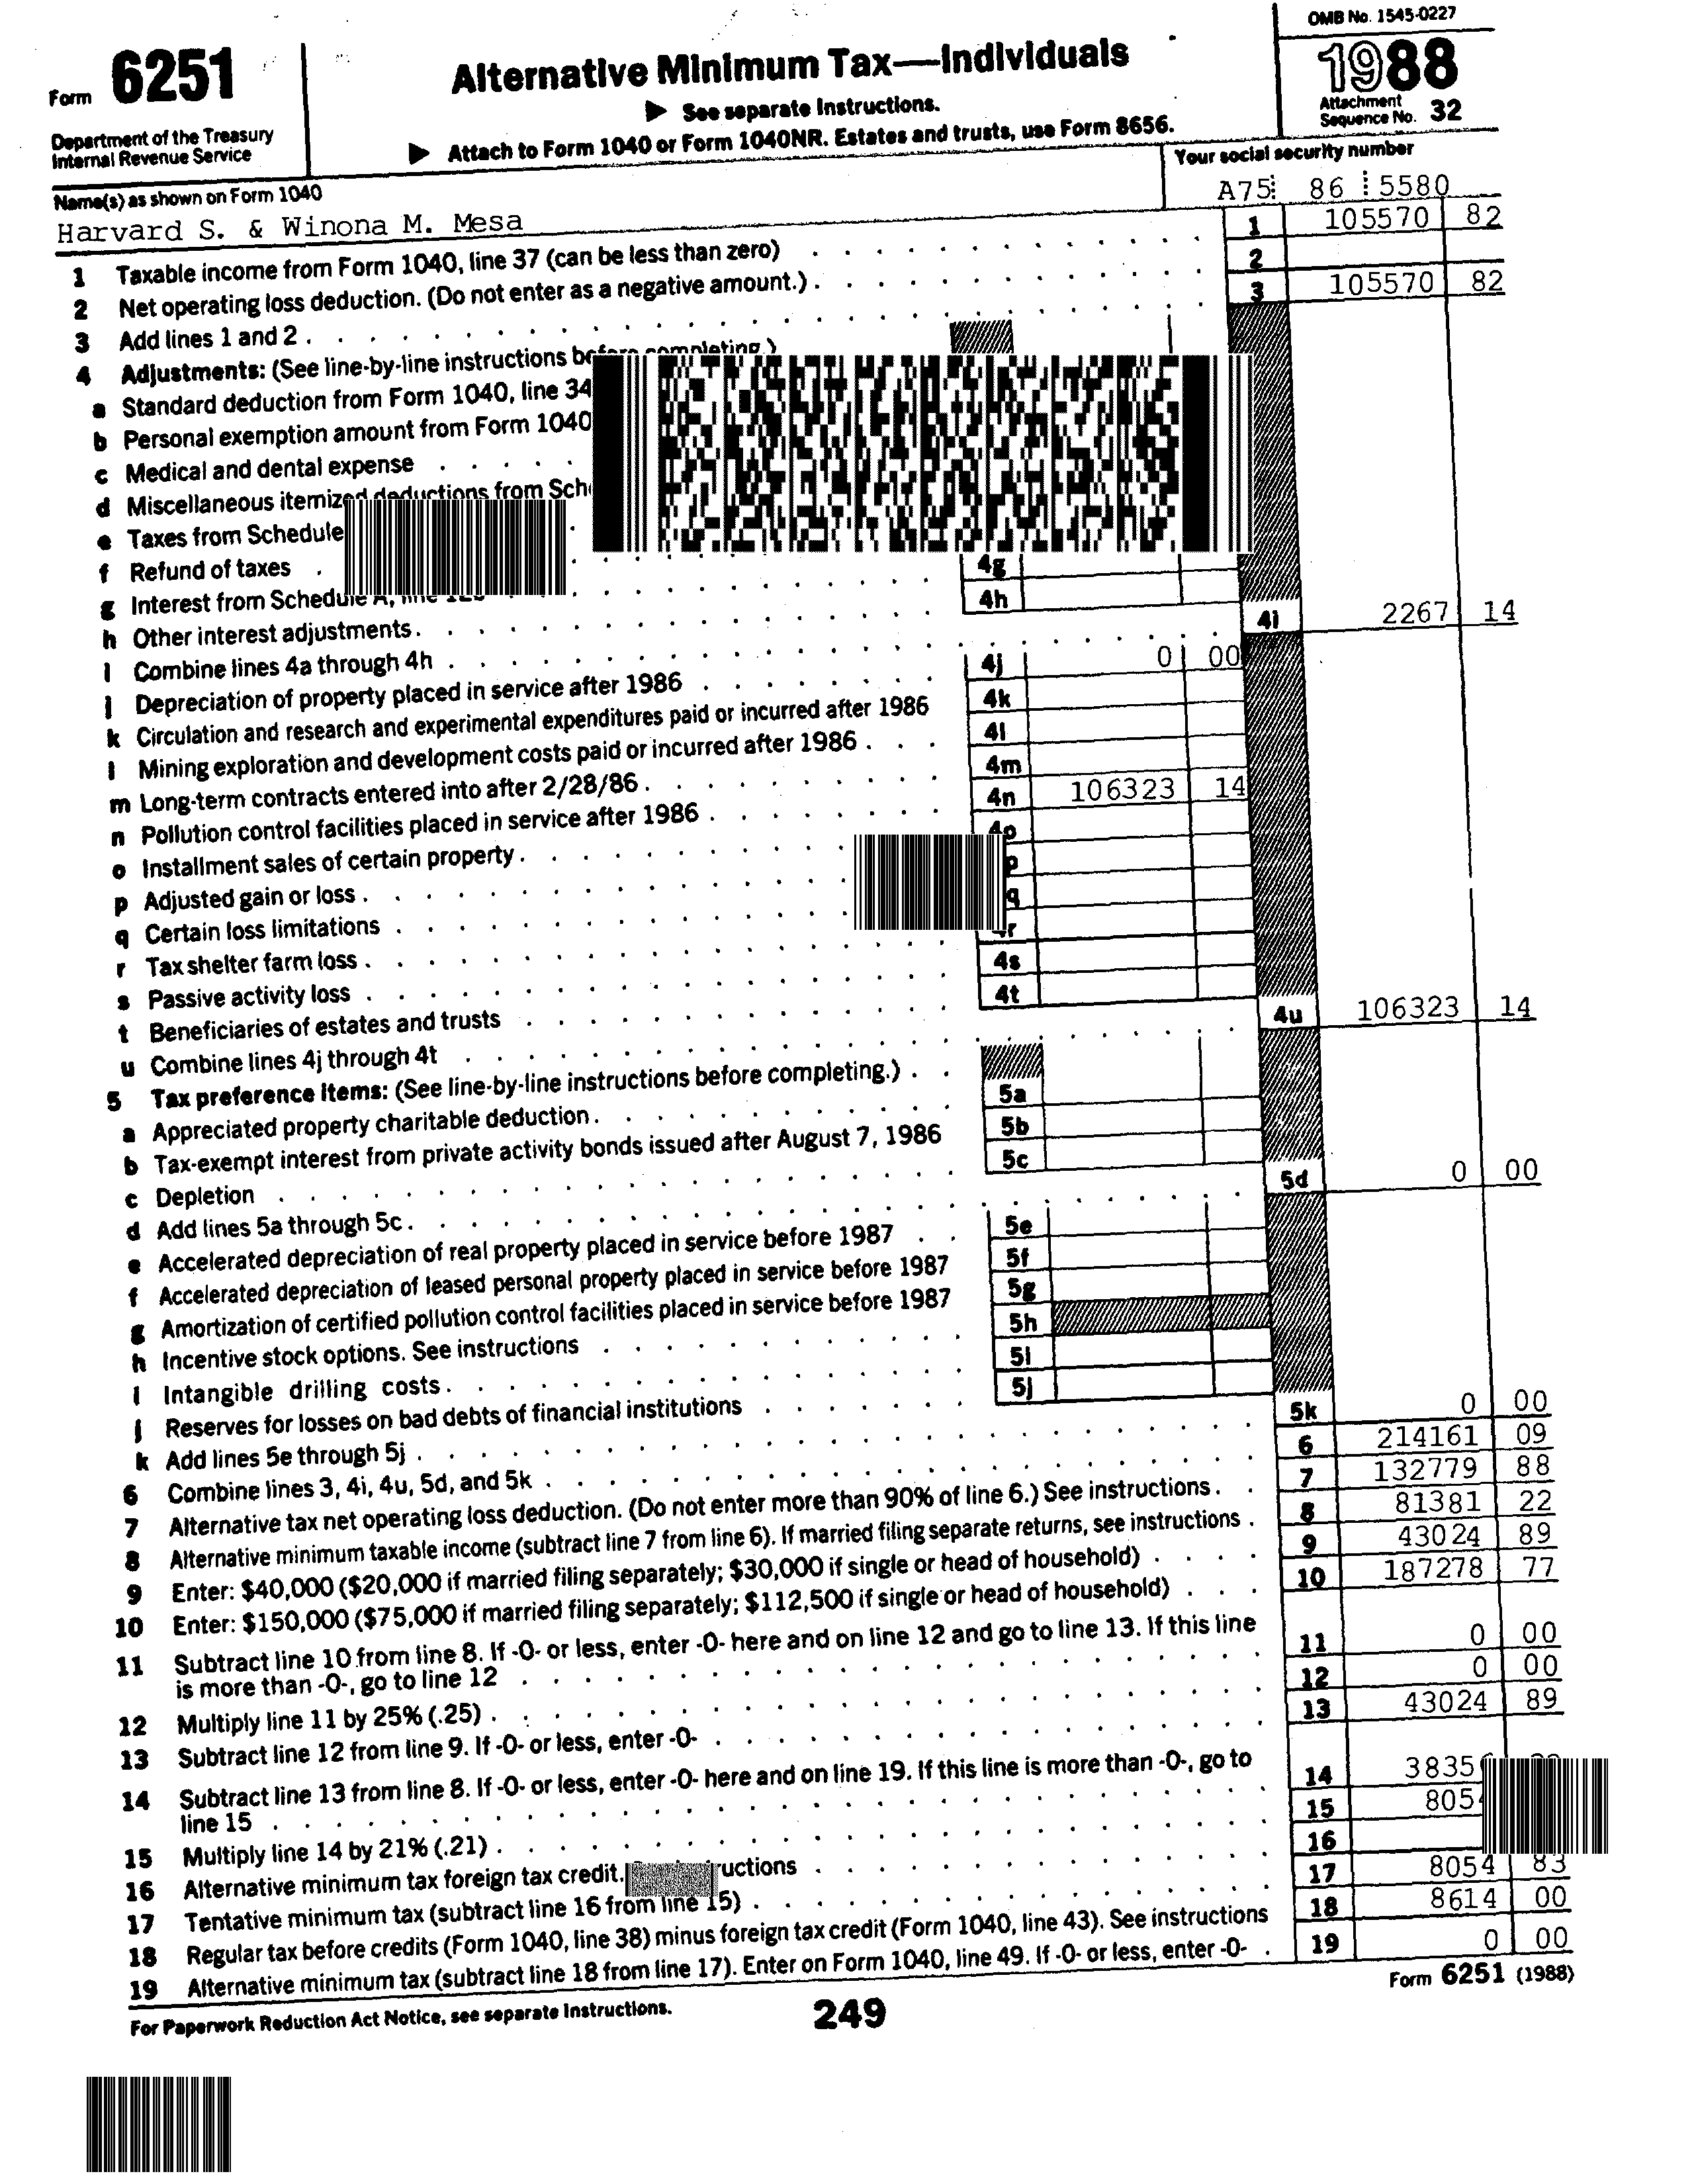 OMB No. 1545-0227
Form 6251
Department of the Treasury
Internal Revenue Service
Alternative Minimum Tax—Individuals
▶ See separate Instructions.
▶ Attach to Form 1040 or Form 1040NR. Estates and trusts, use Form 8656.
1988
Attachment
Sequence No. 32
Name(s) as shown on Form 1040
Your social security number
Harvard S. & Winona M. Mesa
A75 86 5580
1 Taxable income from Form 1040, line 37 (can be less than zero) 1 105570 82
2 Net operating loss deduction. (Do not enter as a negative amount.) 2
3 Add lines 1 and 2 3 105570 82
4 Adjustments: (See line-by-line instructions before completing.)
a Standard deduction from Form 1040, line 34
b Personal exemption amount from Form 1040
c Medical and dental expense
d Miscellaneous itemized deductions from
e Taxes from Schedule
f Refund of taxes
g Interest from Schedule A, line 4g
h Other interest adjustments 4h
i Combine lines 4a through 4h 4i 2267 14
j Depreciation of property placed in service after 1986 4j 0 00
k Circulation and research and experimental expenditures paid or incurred after 1986 4k
l Mining exploration and development costs paid or incurred after 1986 4l
m Long-term contracts entered into after 2/28/86 4m
n Pollution control facilities placed in service after 1986 4n 106323 14
o Installment sales of certain property 4o
p Adjusted gain or loss p
q Certain loss limitations q
r Tax shelter farm loss 4r
s Passive activity loss 4s
t Beneficiaries of estates and trusts 4t
u Combine lines 4j through 4t 4u 106323 14
5 Tax preference items: (See line-by-line instructions before completing.)
a Appreciated property charitable deduction 5a
b Tax-exempt interest from private activity bonds issued after August 7, 1986 5b
c Depletion 5c
d Add lines 5a through 5c 5d 0 00
e Accelerated depreciation of real property placed in service before 1987 5e
f Accelerated depreciation of leased personal property placed in service before 1987 5f
g Amortization of certified pollution control facilities placed in service before 1987 5g
h Incentive stock options. See instructions 5h
i Intangible drilling costs 5i
j Reserves for losses on bad debts of financial institutions 5j
k Add lines 5e through 5j 5k 0 00
6 Combine lines 3, 4i, 4u, 5d, and 5k 6 214161 09
7 Alternative tax net operating loss deduction. (Do not enter more than 90% of line 6.) See instructions. 7 132779 88
8 Alternative minimum taxable income (subtract line 7 from line 6). If married filing separate returns, see instructions 8 81381 22
9 Enter: $40,000 ($20,000 if married filing separately; $30,000 if single or head of household) 9 43024 89
10 Enter: $150,000 ($75,000 if married filing separately; $112,500 if single or head of household) 10 187278 77
11 Subtract line 10 from line 8. If -0- or less, enter -0- here and on line 12 and go to line 13. If this line
is more than -0-, go to line 12 11 0 00
12 Multiply line 11 by 25% (.25) 12 0 00
13 Subtract line 12 from line 9. If -0- or less, enter -0- 13 43024 89
14 Subtract line 13 from line 8. If -0- or less, enter -0- here and on line 19. If this line is more than -0-, go to
line 15 14
15 Multiply line 14 by 21% (.21) 15
16 Alternative minimum tax foreign tax credit. 16
17 Tentative minimum tax (subtract line 16 from line 15) 17 8054 83
18 Regular tax before credits (Form 1040, line 38) minus foreign tax credit (Form 1040, line 43). See instructions 18 8614 00
19 Alternative minimum tax (subtract line 18 from line 17). Enter on Form 1040, line 49. If -0- or less, enter -0- 19 0 00
For Paperwork Reduction Act Notice, see separate Instructions.
249
Form 6251 (1988)